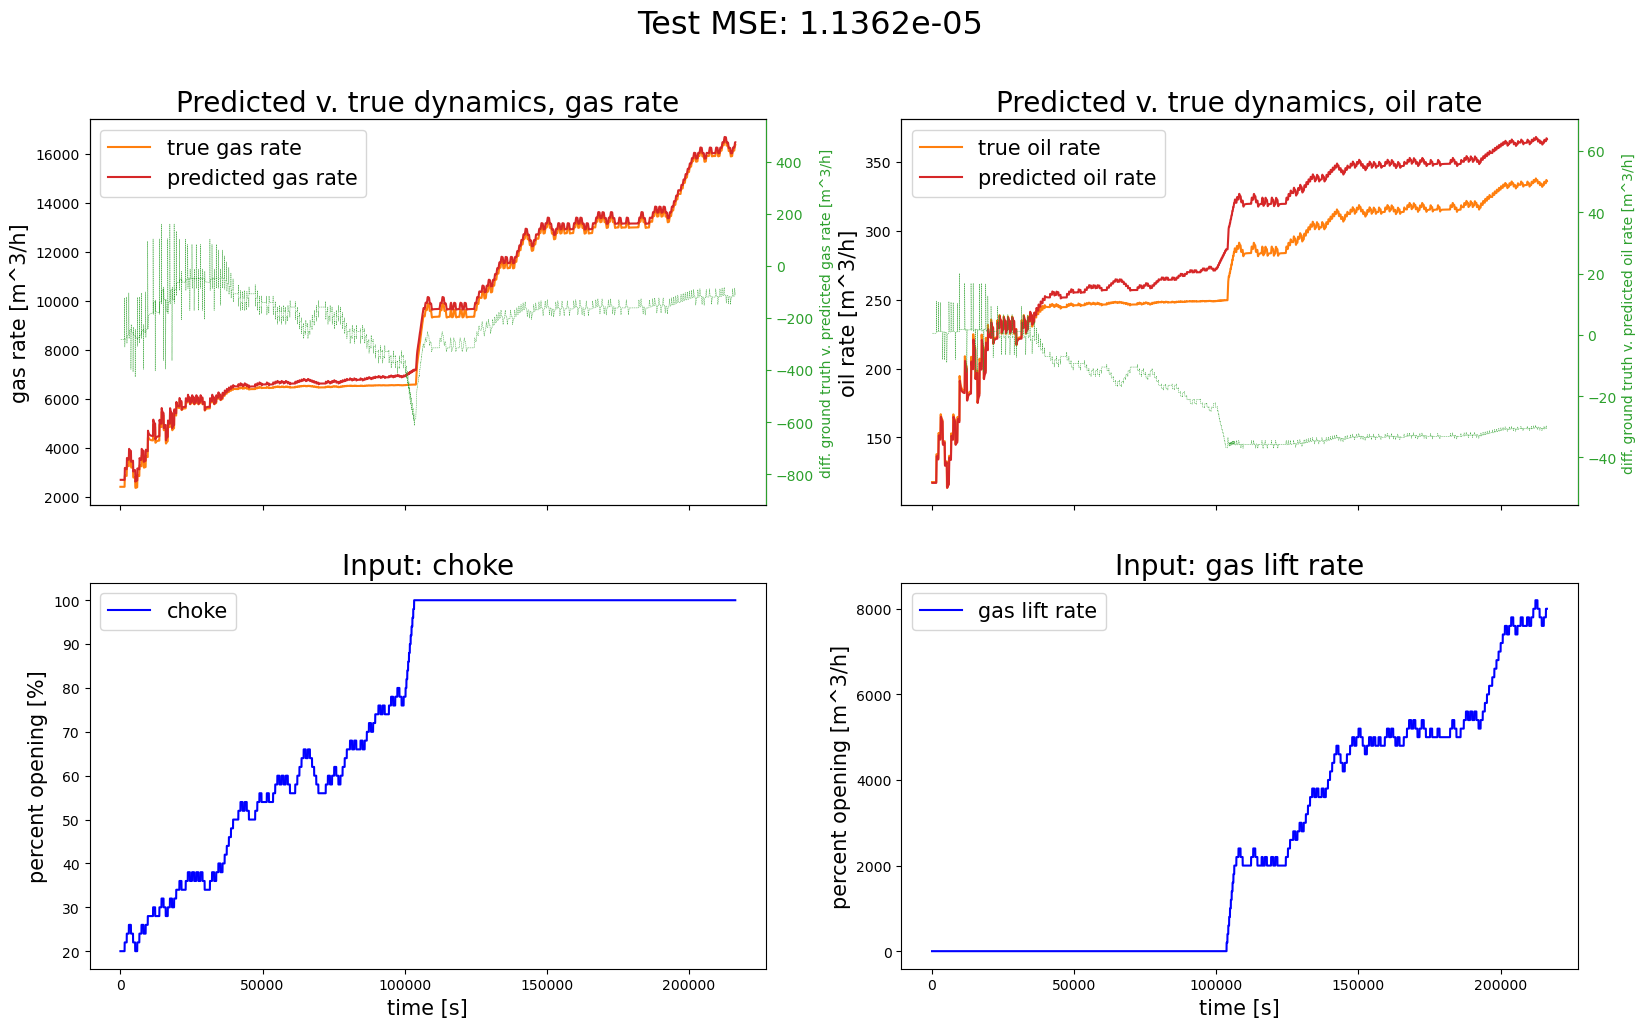 Test MSE: 1.1362e-05
Predicted v. true dynamics, gas rate
true gas rate
predicted gas rate
gas rate [m^3/h]
16000
14000
12000
10000
8000
6000
4000
2000
400
200
0
−200
−400
−600
−800
diff. ground truth v. predicted gas rate [m^3/h]
Predicted v. true dynamics, oil rate
true oil rate
predicted oil rate
oil rate [m^3/h]
350
300
250
200
150
60
40
20
0
−20
−40
diff. ground truth v. predicted oil rate [m^3/h]
Input: choke
choke
percent opening [%]
100
90
80
70
60
50
40
30
20
0 50000 100000 150000 200000
time [s]
Input: gas lift rate
gas lift rate
percent opening [m^3/h]
8000
6000
4000
2000
0
0 50000 100000 150000 200000
time [s]